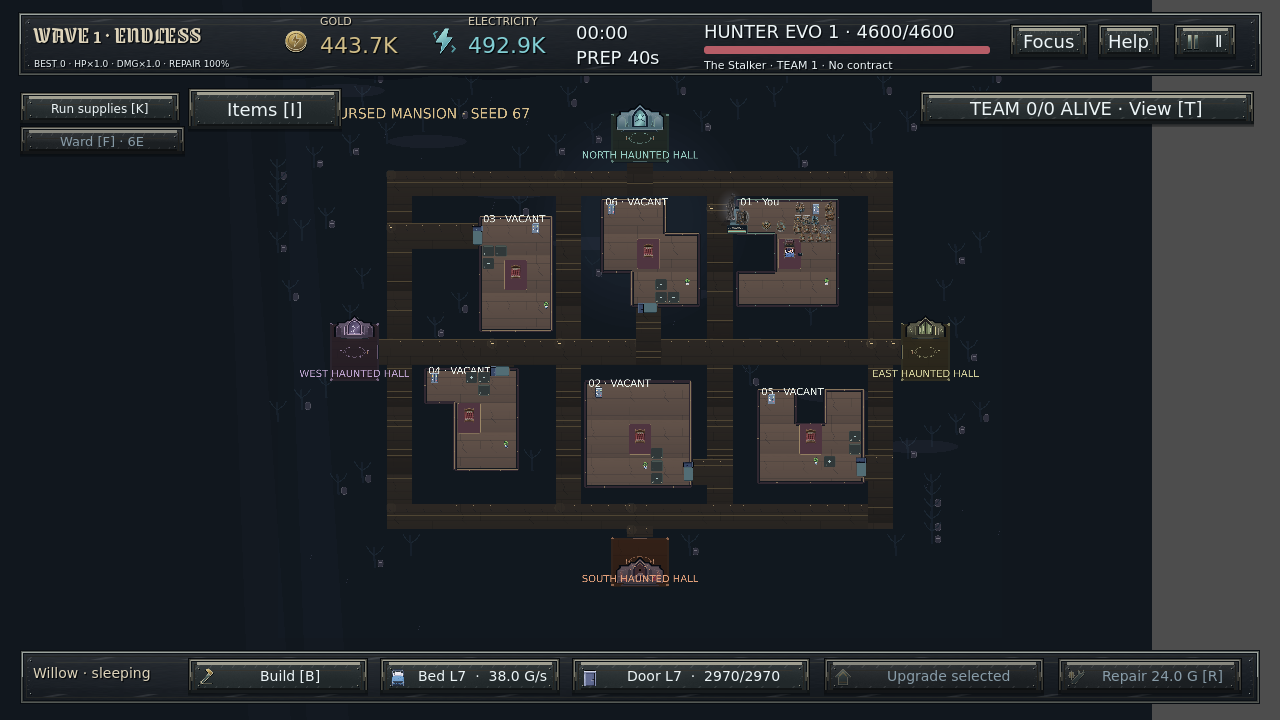 WAVE 1 · ENDLESS
BEST 0 · HP×1.0 · DMG×1.0 · REPAIR 100%
GOLD
443.7K
ELECTRICITY
492.9K
00:00
PREP 40s
HUNTER EVO 1 · 4600/4600
The Stalker · TEAM 1 · No contract
Focus
Help
Run supplies [K]
Items [I]
URSED MANSION · SEED 67
TEAM 0/0 ALIVE · View [T]
Ward [F] · 6E
NORTH HAUNTED HALL
03 · VACANT
06 · VACANT
01 · You
WEST HAUNTED HALL
EAST HAUNTED HALL
04 · VACANT
02 · VACANT
05 · VACANT
SOUTH HAUNTED HALL
Willow · sleeping
Build [B]
Bed L7 · 38.0 G/s
Door L7 · 2970/2970
Upgrade selected
Repair 24.0 G [R]